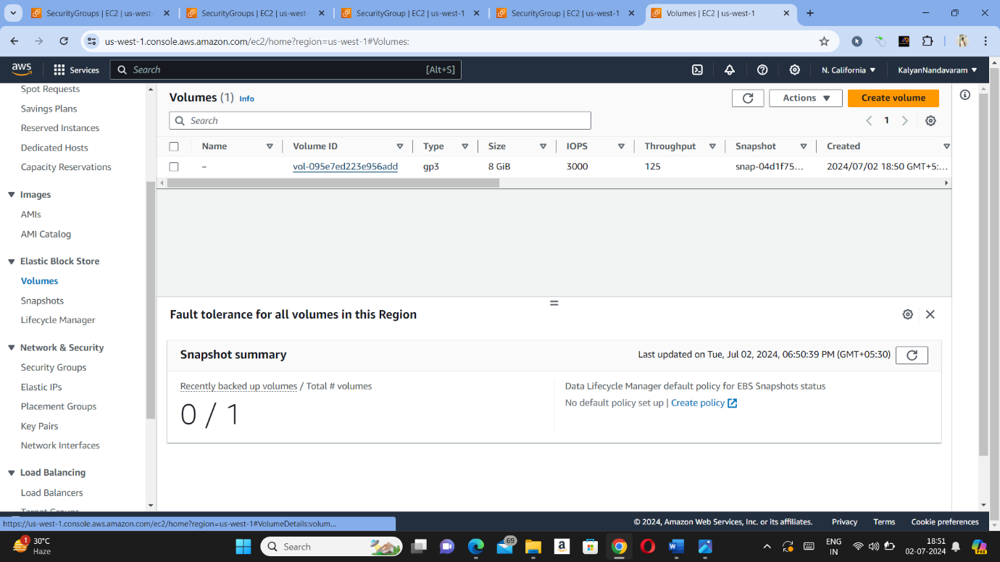 SecurityGroups | EC2 | us-west-
SecurityGroups | EC2 | us-west-
SecurityGroup | EC2 | us-west-1
SecurityGroup | EC2 | us-west-1
Volumes | EC2 | us-west-1
us-west-1.console.aws.amazon.com/ec2/home?region=us-west-1#Volumes:
aws
Services
Search
[Alt+S]
N. California
KalyanNandavaram
Spot Requests
Savings Plans
Reserved Instances
Dedicated Hosts
Capacity Reservations
Images
AMIs
AMI Catalog
Elastic Block Store
Volumes
Snapshots
Lifecycle Manager
Network & Security
Security Groups
Elastic IPs
Placement Groups
Key Pairs
Network Interfaces
Load Balancing
Load Balancers
Target Groups
Volumes (1) Info
Actions
Create volume
Search
1
Name Volume ID Type Size IOPS Throughput Snapshot Created
– vol-095e7ed223e956add gp3 8 GiB 3000 125 snap-04d1f75... 2024/07/02 18:50 GMT+5:...
Fault tolerance for all volumes in this Region
Snapshot summary
Last updated on Tue, Jul 02, 2024, 06:50:39 PM (GMT+05:30)
Recently backed up volumes / Total # volumes
0 / 1
Data Lifecycle Manager default policy for EBS Snapshots status
No default policy set up | Create policy
https://us-west-1.console.aws.amazon.com/ec2/home?region=us-west-1#VolumeDetails:volum...
© 2024, Amazon Web Services, Inc. or its affiliates.
Privacy
Terms
Cookie preferences
1
30°C
Haze
Search
69
ENG
IN
18:51
02-07-2024
PRE